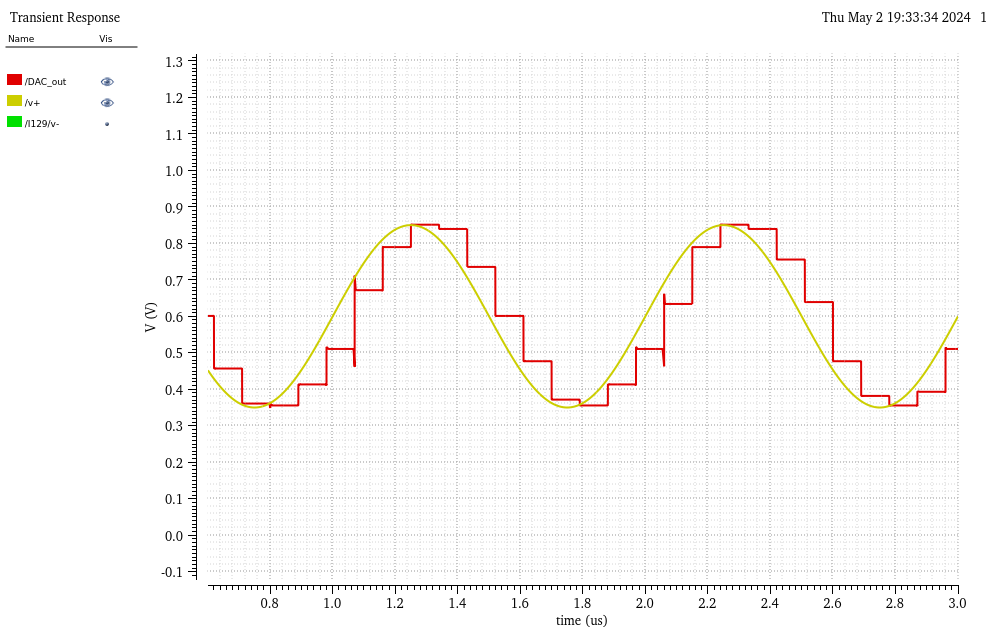 Transient Response
Thu May 2 19:33:34 2024 1
Name Vis
/DAC_out
/v+
/I129/v-
1.3
1.2
1.1
1.0
0.9
0.8
0.7
0.6
0.5
0.4
0.3
0.2
0.1
0.0
-0.1
V (V)
0.8 1.0 1.2 1.4 1.6 1.8 2.0 2.2 2.4 2.6 2.8 3.0
time (us)